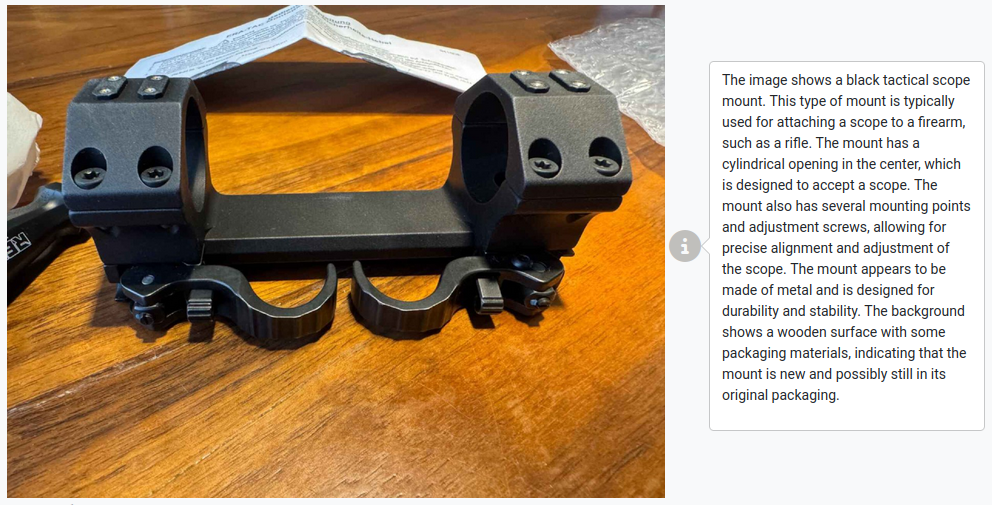 ERA-TAC
The image shows a black tactical scope
mount. This type of mount is typically
used for attaching a scope to a firearm,
such as a rifle. The mount has a
cylindrical opening in the center, which
is designed to accept a scope. The
mount also has several mounting points
and adjustment screws, allowing for
precise alignment and adjustment of
the scope. The mount appears to be
made of metal and is designed for
durability and stability. The background
shows a wooden surface with some
packaging materials, indicating that the
mount is new and possibly still in its
original packaging.